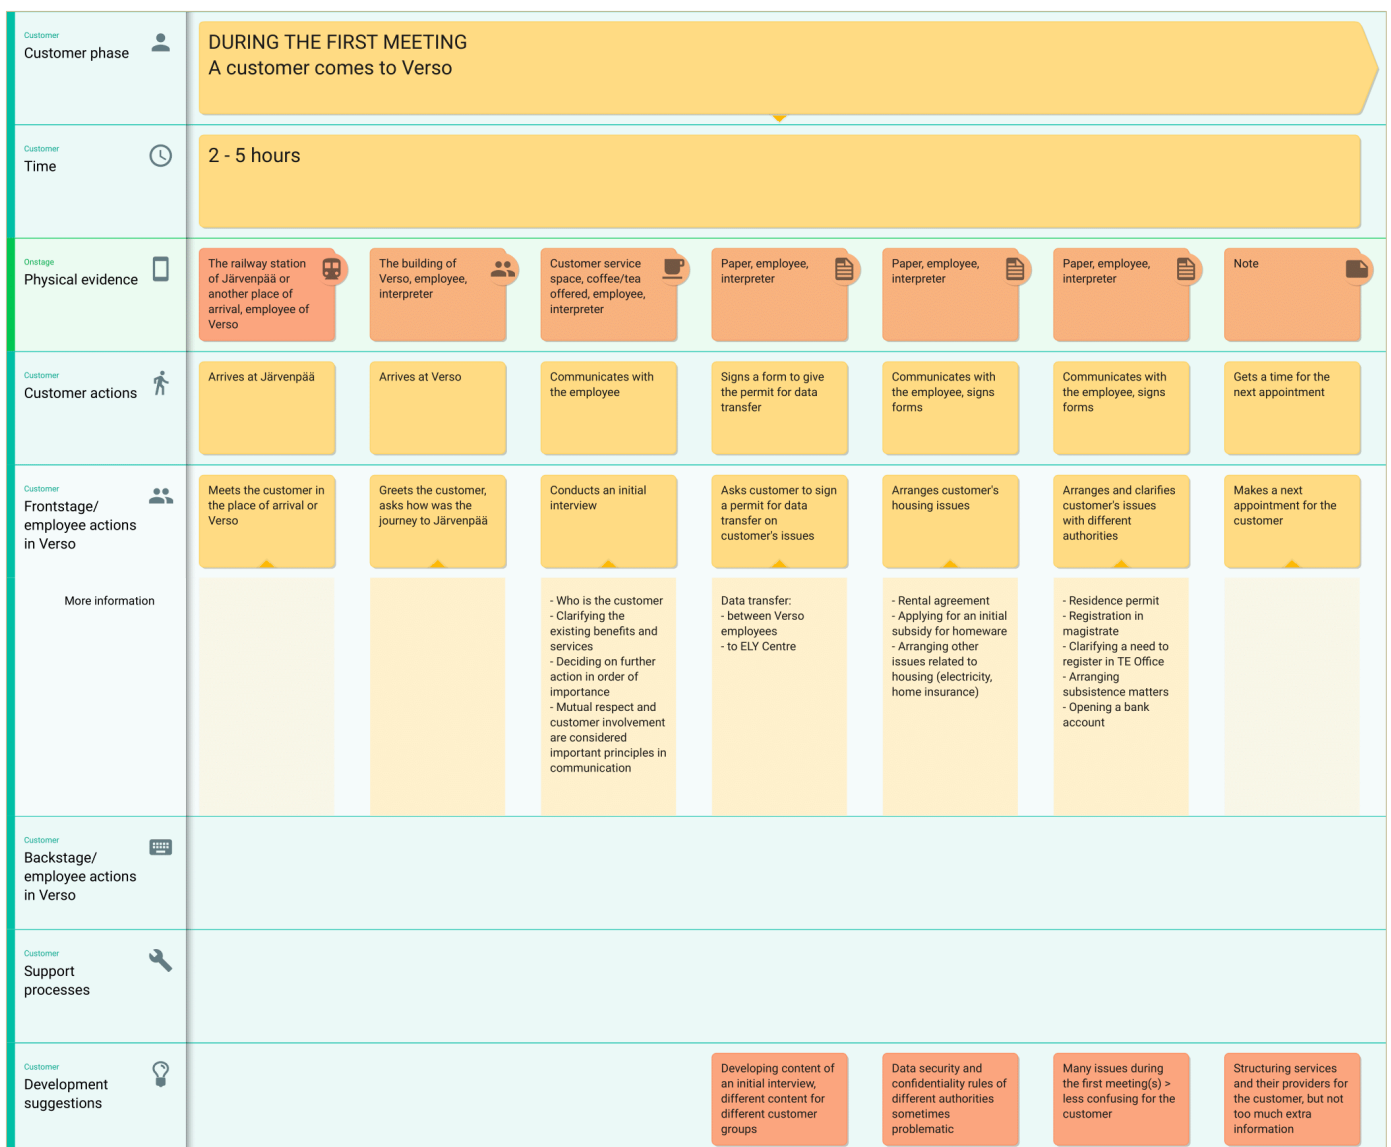 Customer
Customer phase
DURING THE FIRST MEETING
A customer comes to Verso
Customer
Time
2 - 5 hours
Onstage
Physical evidence
The railway station
of Järvenpää or
another place of
arrival, employee of
Verso
The building of
Verso, employee,
interpreter
Customer service
space, coffee/tea
offered, employee,
interpreter
Paper, employee,
interpreter
Paper, employee,
interpreter
Paper, employee,
interpreter
Note
Customer
Customer actions
Arrives at Järvenpää
Arrives at Verso
Communicates with
the employee
Signs a form to give
the permit for data
transfer
Communicates with
the employee, signs
forms
Communicates with
the employee, signs
forms
Gets a time for the
next appointment
Customer
Frontstage/
employee actions
in Verso
Meets the customer in
the place of arrival or
Verso
Greets the customer,
asks how was the
journey to Järvenpää
Conducts an initial
interview
Asks customer to sign
a permit for data
transfer on
customer's issues
Arranges customer's
housing issues
Arranges and clarifies
customer's issues
with different
authorities
Makes a next
appointment for the
customer
More information
- Who is the customer
- Clarifying the
existing benefits and
services
- Deciding on further
action in order of
importance
- Mutual respect and
customer involvement
are considered
important principles in
communication
Data transfer:
- between Verso
employees
- to ELY Centre
- Rental agreement
- Applying for an initial
subsidy for homeware
- Arranging other
issues related to
housing (electricity,
home insurance)
- Residence permit
- Registration in
magistrate
- Clarifying a need to
register in TE Office
- Arranging
subsistence matters
- Opening a bank
account
Customer
Backstage/
employee actions
in Verso
Customer
Support
processes
Customer
Development
suggestions
Developing content of
an initial interview,
different content for
different customer
groups
Data security and
confidentiality rules of
different authorities
sometimes
problematic
Many issues during
the first meeting(s) >
less confusing for the
customer
Structuring services
and their providers for
the customer, but not
too much extra
information